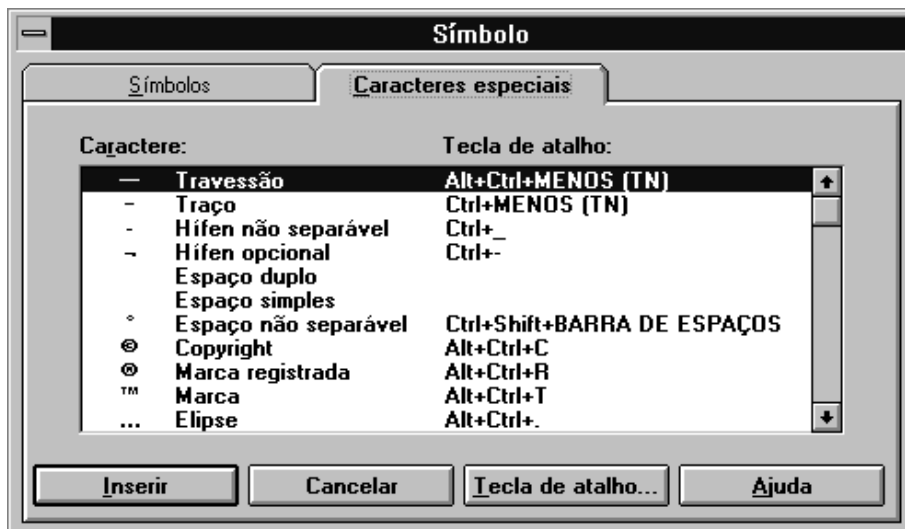 Símbolo
Símbolos Caracteres especiais
Caractere: Tecla de atalho:
— Travessão Alt+Ctrl+MENOS (TN)
– Traço Ctrl+MENOS (TN)
- Hífen não separável Ctrl+_
¬ Hífen opcional Ctrl+-
Espaço duplo
Espaço simples
° Espaço não separável Ctrl+Shift+BARRA DE ESPAÇOS
© Copyright Alt+Ctrl+C
® Marca registrada Alt+Ctrl+R
™ Marca Alt+Ctrl+T
... Elipse Alt+Ctrl+.
Inserir Cancelar Tecla de atalho... Ajuda